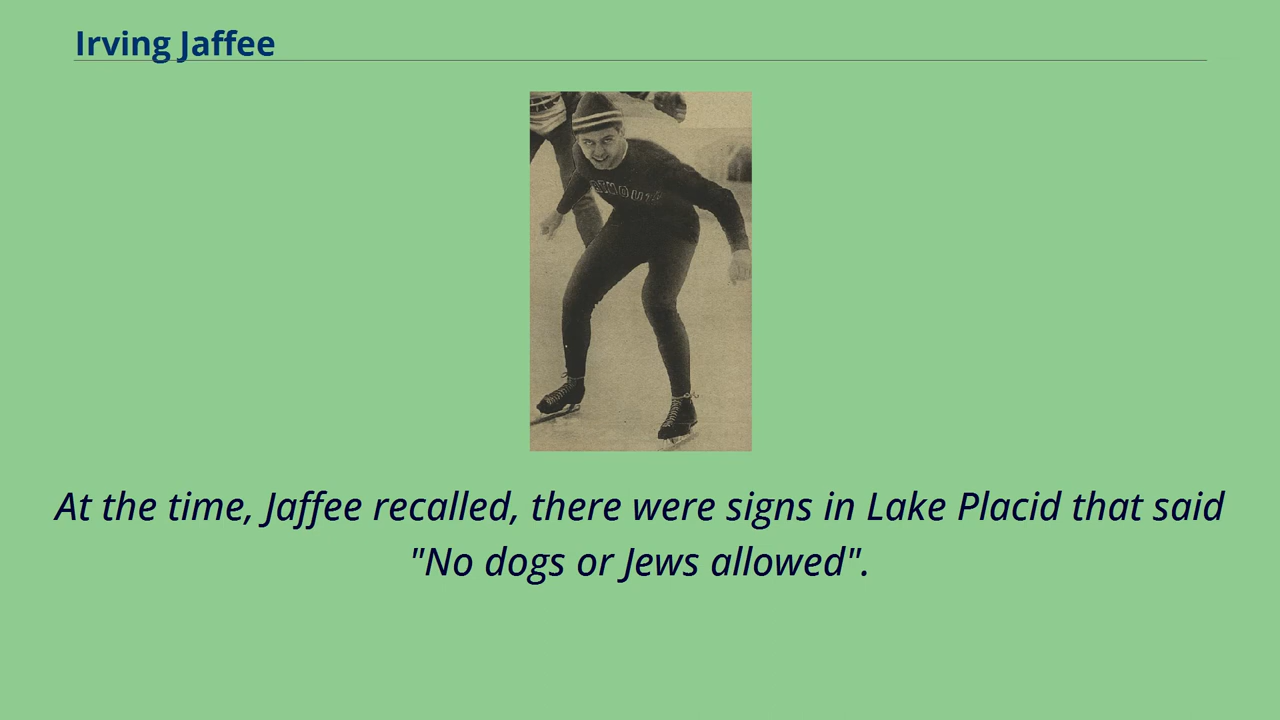 Irving Jaffee
At the time, Jaffee recalled, there were signs in Lake Placid that said
"No dogs or Jews allowed".